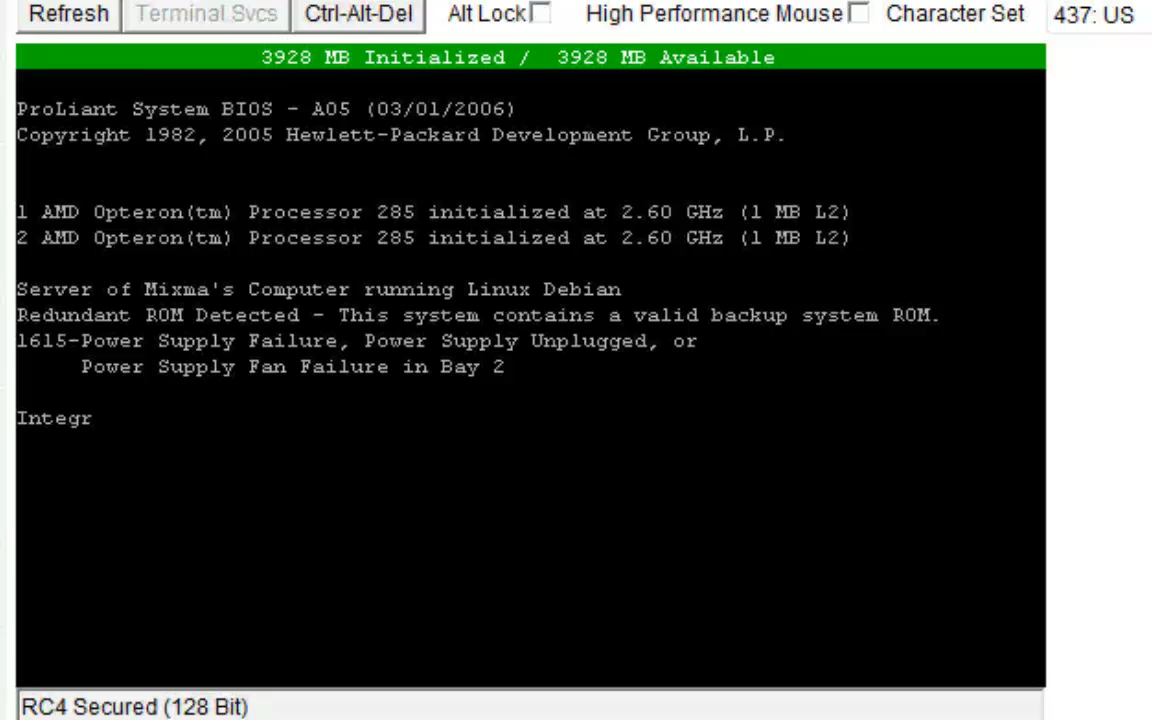 Refresh Terminal Svcs Ctrl-Alt-Del Alt Lock High Performance Mouse Character Set 437: US
3928 MB Initialized / 3928 MB Available
ProLiant System BIOS - A05 (03/01/2006)
Copyright 1982, 2005 Hewlett-Packard Development Group, L.P.
1 AMD Opteron(tm) Processor 285 initialized at 2.60 GHz (1 MB L2)
2 AMD Opteron(tm) Processor 285 initialized at 2.60 GHz (1 MB L2)
Server of Mixma's Computer running Linux Debian
Redundant ROM Detected - This system contains a valid backup system ROM.
1615-Power Supply Failure, Power Supply Unplugged, or
Power Supply Fan Failure in Bay 2
Integr
RC4 Secured (128 Bit)